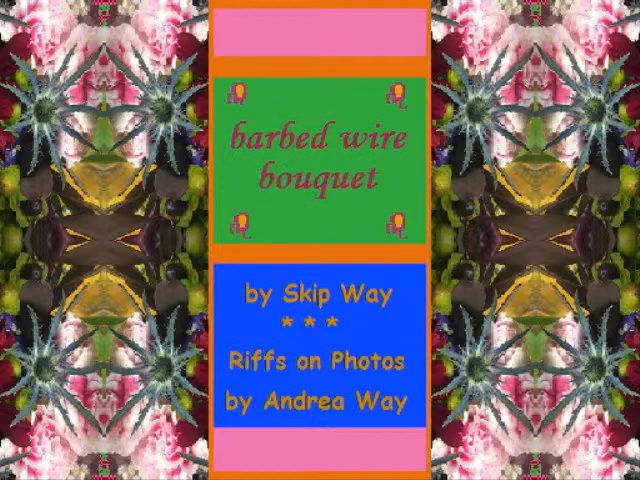 barbed wire
bouquet
by Skip Way
* * *
Riffs on Photos
by Andrea Way